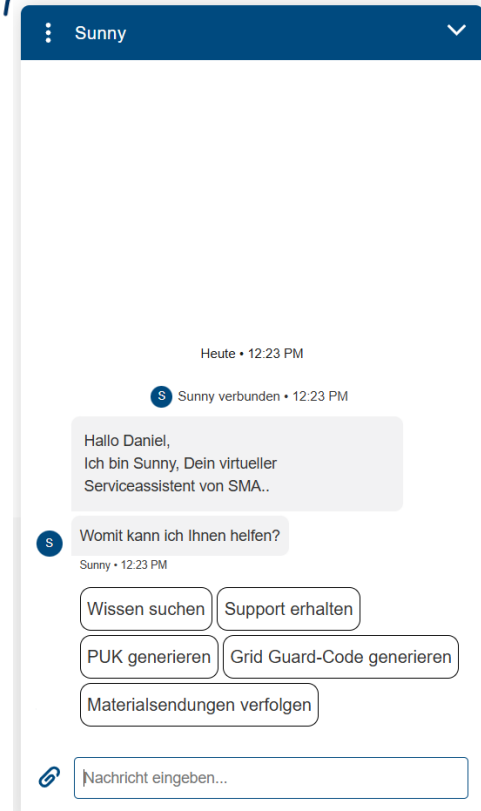 Sunny
Heute • 12:23 PM
S Sunny verbunden • 12:23 PM
Hallo Daniel,
Ich bin Sunny, Dein virtueller
Serviceassistent von SMA..
S
Womit kann ich Ihnen helfen?
Sunny • 12:23 PM
Wissen suchen
Support erhalten
PUK generieren
Grid Guard-Code generieren
Materialsendungen verfolgen
Nachricht eingeben...